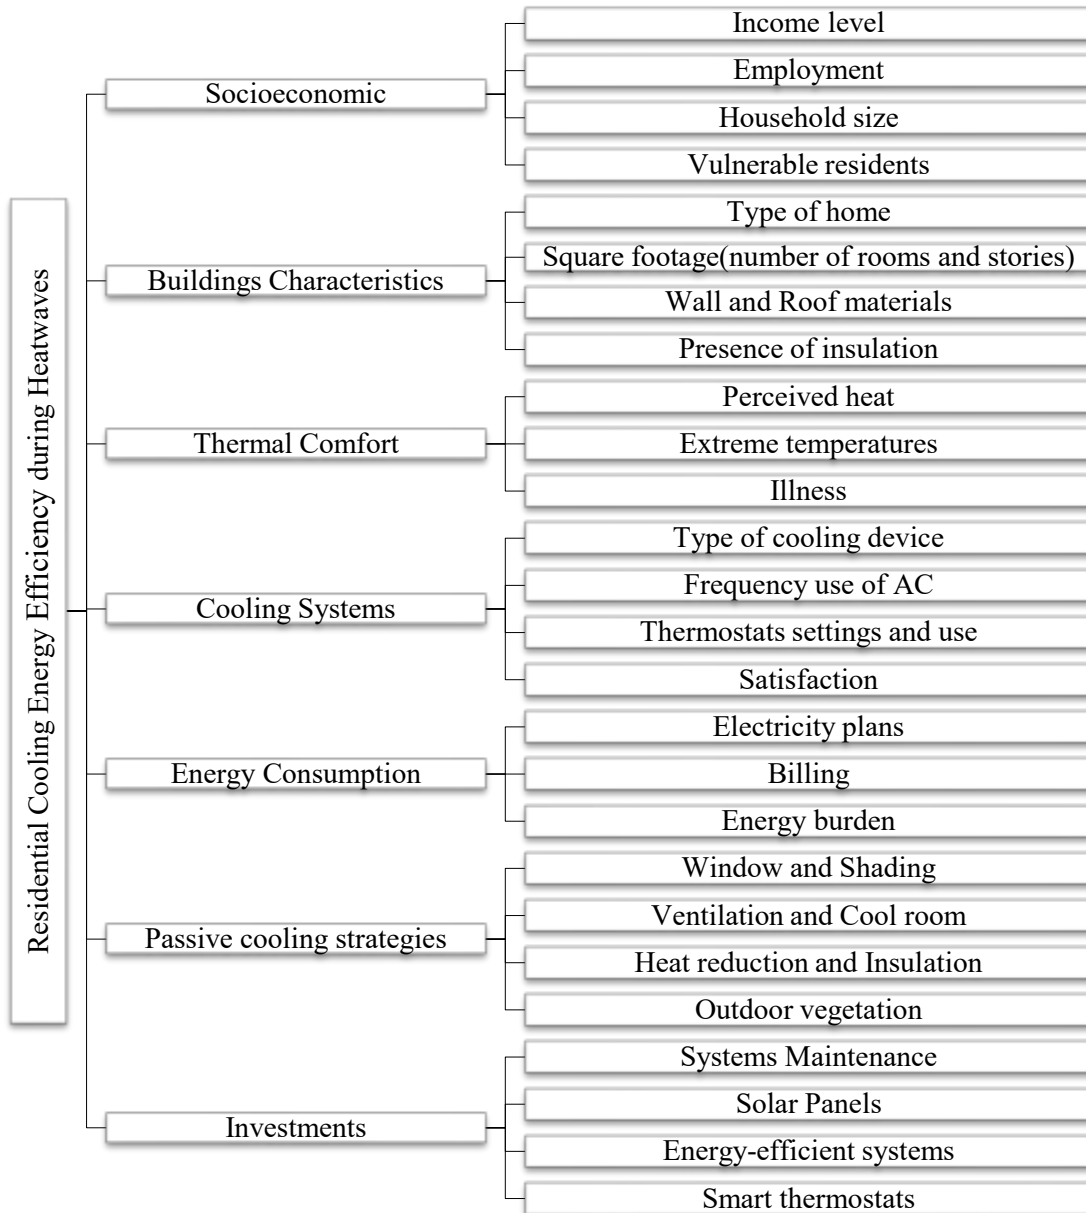 Residential Cooling Energy Efficiency during Heatwaves
Socioeconomic
Income level
Employment
Household size
Vulnerable residents
Buildings Characteristics
Type of home
Square footage(number of rooms and stories)
Wall and Roof materials
Presence of insulation
Thermal Comfort
Perceived heat
Extreme temperatures
Illness
Cooling Systems
Type of cooling device
Frequency use of AC
Thermostats settings and use
Satisfaction
Energy Consumption
Electricity plans
Billing
Energy burden
Passive cooling strategies
Window and Shading
Ventilation and Cool room
Heat reduction and Insulation
Outdoor vegetation
Investments
Systems Maintenance
Solar Panels
Energy-efficient systems
Smart thermostats